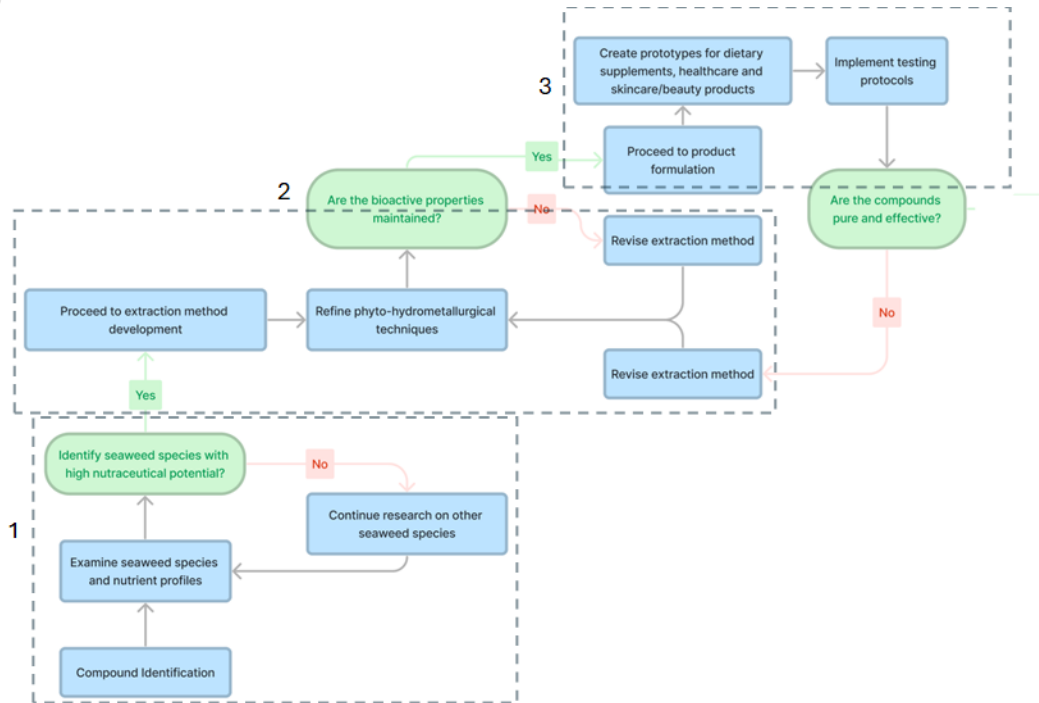 3
Create prototypes for dietary
supplements, healthcare and
skincare/beauty products
Implement testing
protocols
Yes
Proceed to product
formulation
2
Are the bioactive properties
maintained?
No
Are the compounds
pure and effective?
Revise extraction method
Proceed to extraction method
development
Refine phyto-hydrometallurgical
techniques
No
Revise extraction method
Yes
Identify seaweed species with
high nutraceutical potential?
No
1
Continue research on other
seaweed species
Examine seaweed species
and nutrient profiles
Compound Identification